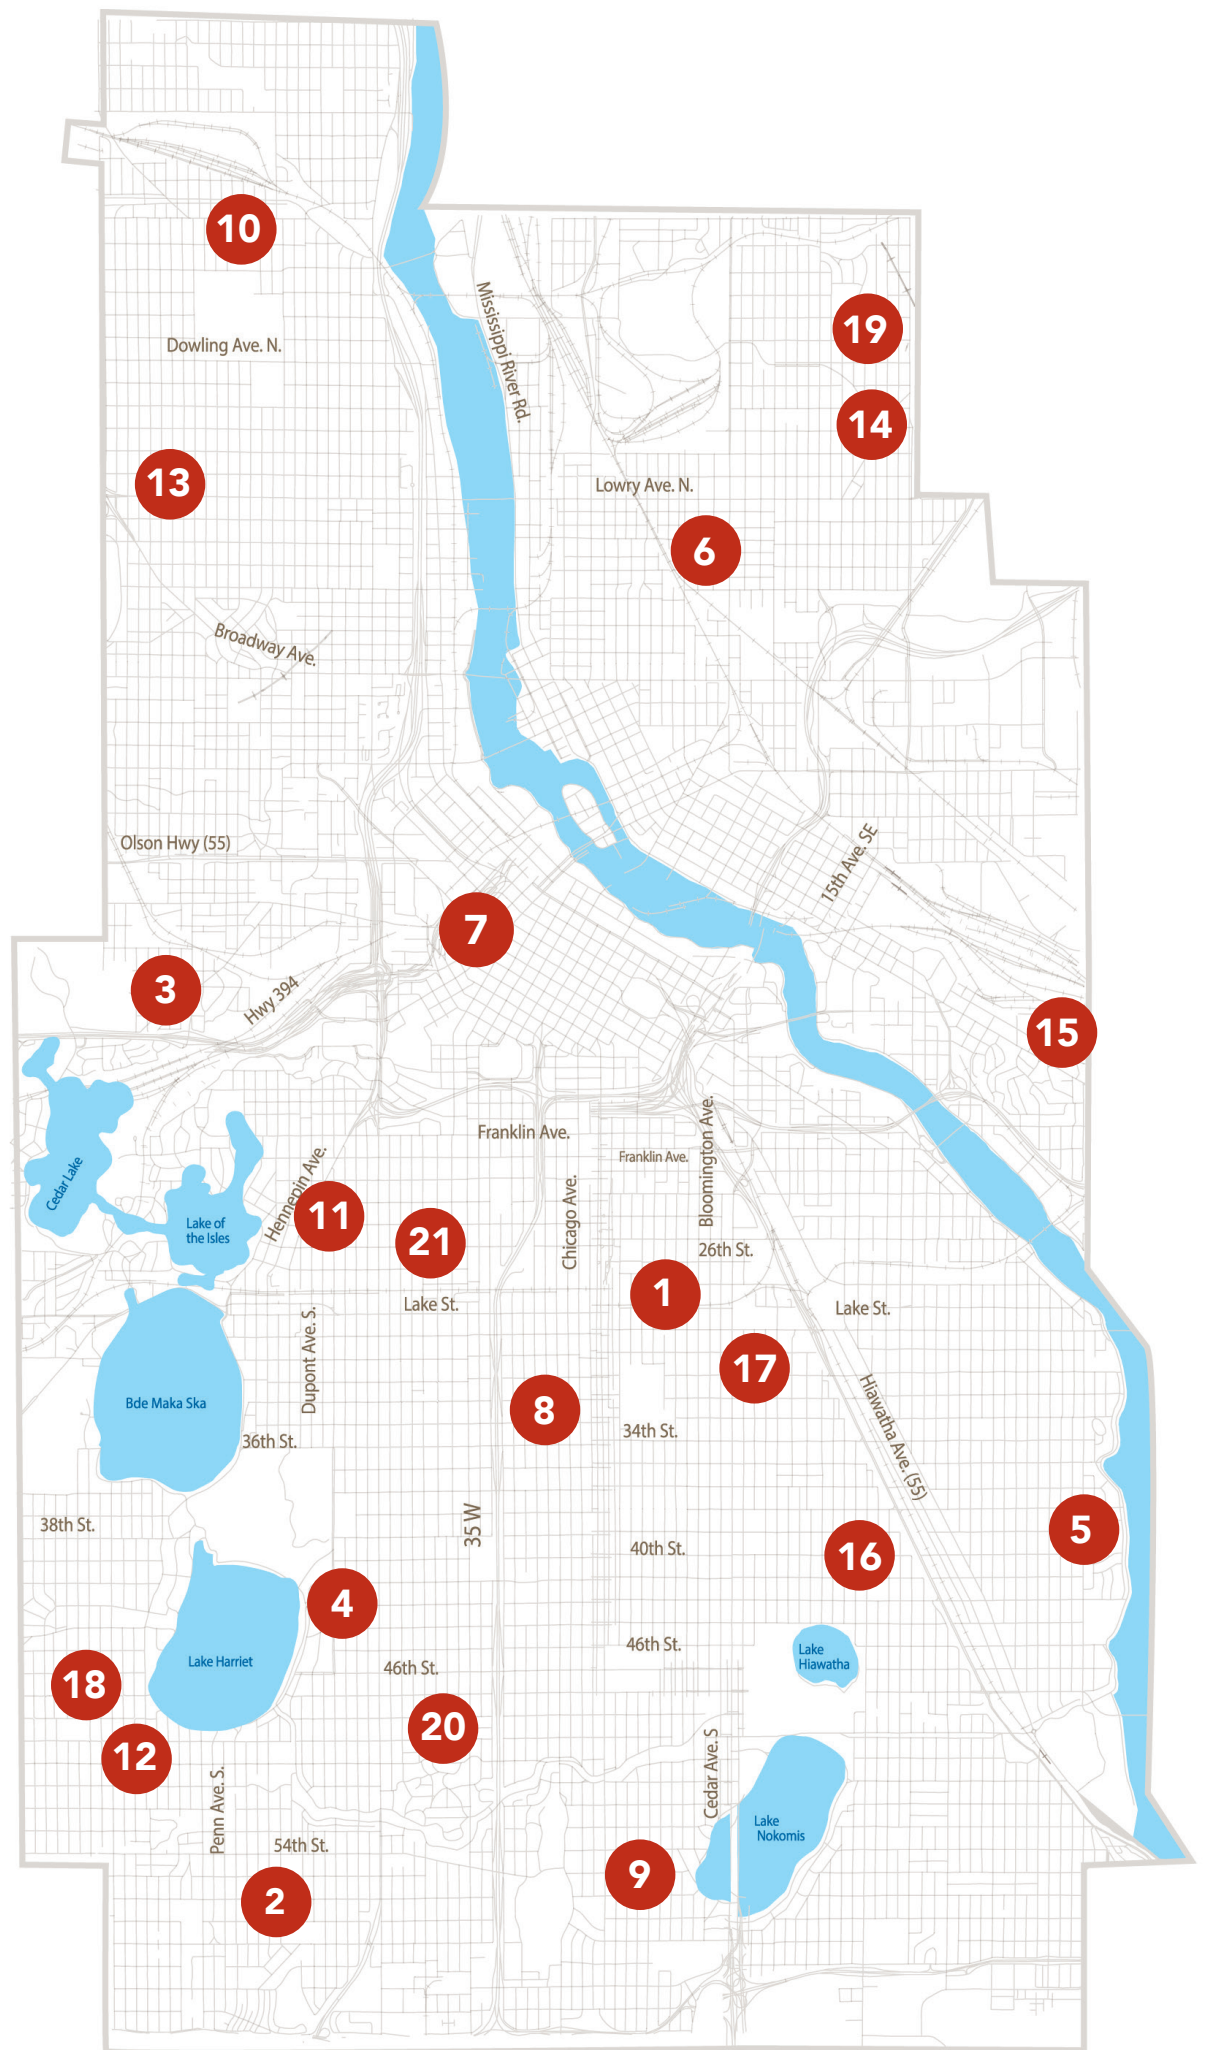 10
Mississippi River Rd.
19
Dowling Ave. N.
14
13
Lowry Ave. N.
6
Broadway Ave.
Olson Hwy (55)
15th Ave. SE
7
3
Hwy 394
15
Franklin Ave.
Bloomington Ave.
Franklin Ave.
Cedar Lake
Hennepin Ave.
11
Lake of
the Isles
21
Chicago Ave.
26th St.
1
Lake St.
Lake St.
Dupont Ave. S.
17
Bde Maka Ska
8
Hiawatha Ave. (55)
34th St.
36th St.
38th St.
35 W
5
40th St.
16
4
46th St.
Lake
Hiawatha
Lake Harriet
46th St.
18
20
12
Cedar Ave. S
Penn Ave. S.
Lake
Nokomis
54th St.
9
2